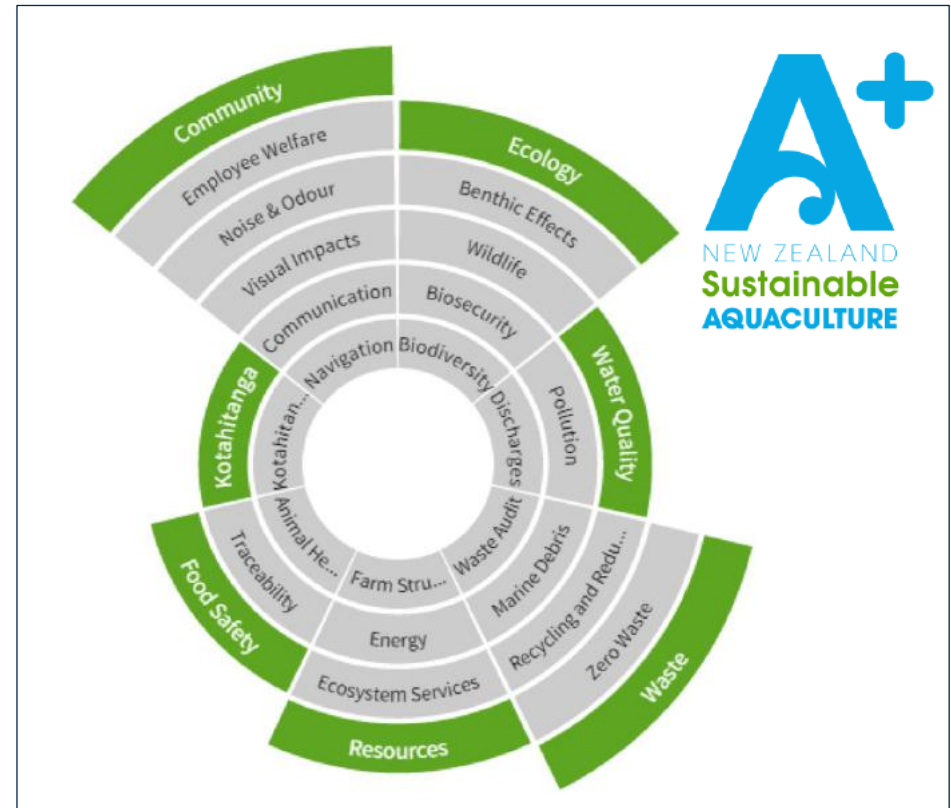 Community
Employee Welfare
Noise & Odour
Visual Impacts
Communication
Navigation
Ecology
Benthic Effects
Wildlife
Biosecurity
Biodiversity
Water Quality
Pollution
Discharges
Waste
Zero Waste
Recycling and Redu...
Marine Debris
Waste Audit
Resources
Ecosystem Services
Energy
Farm Stru...
Food Safety
Traceability
Animal He...
Kotahitanga
Kotahitan...
A+
NEW ZEALAND
Sustainable
AQUACULTURE